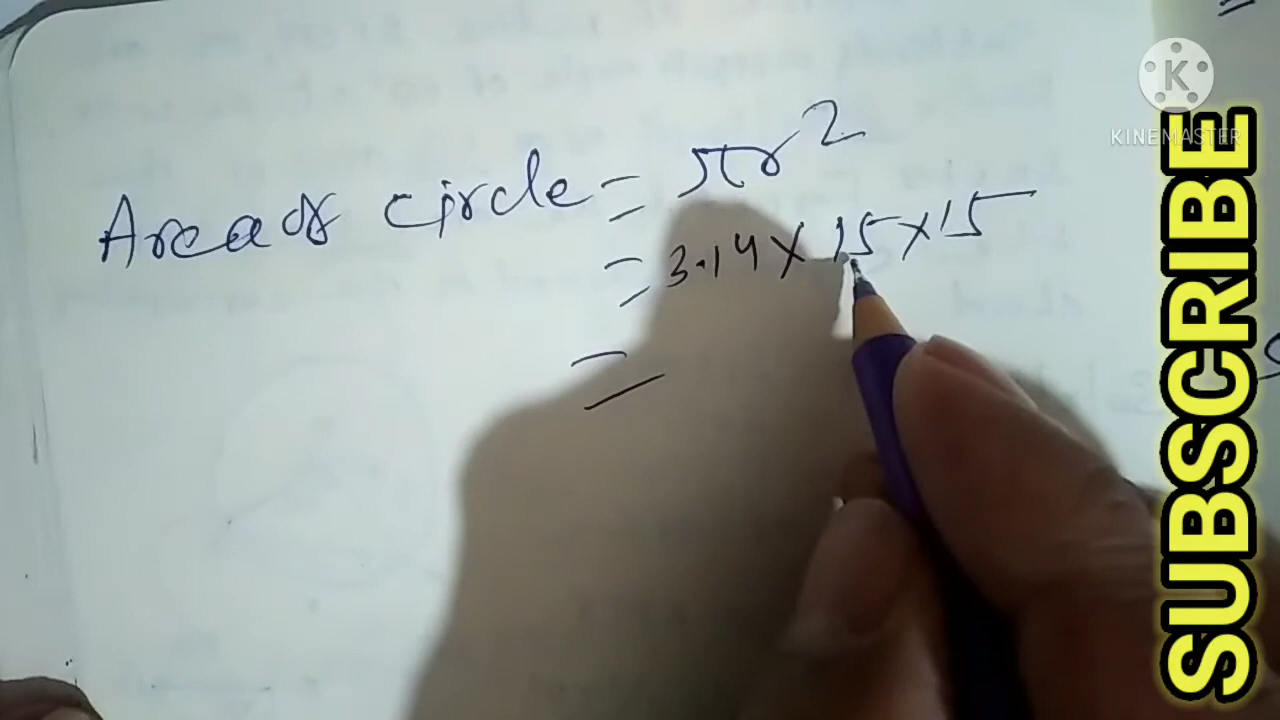 Area of circle = πr²
= 3.14 × 15 × 15
=
KINEMASTER
SUBSCRIBE